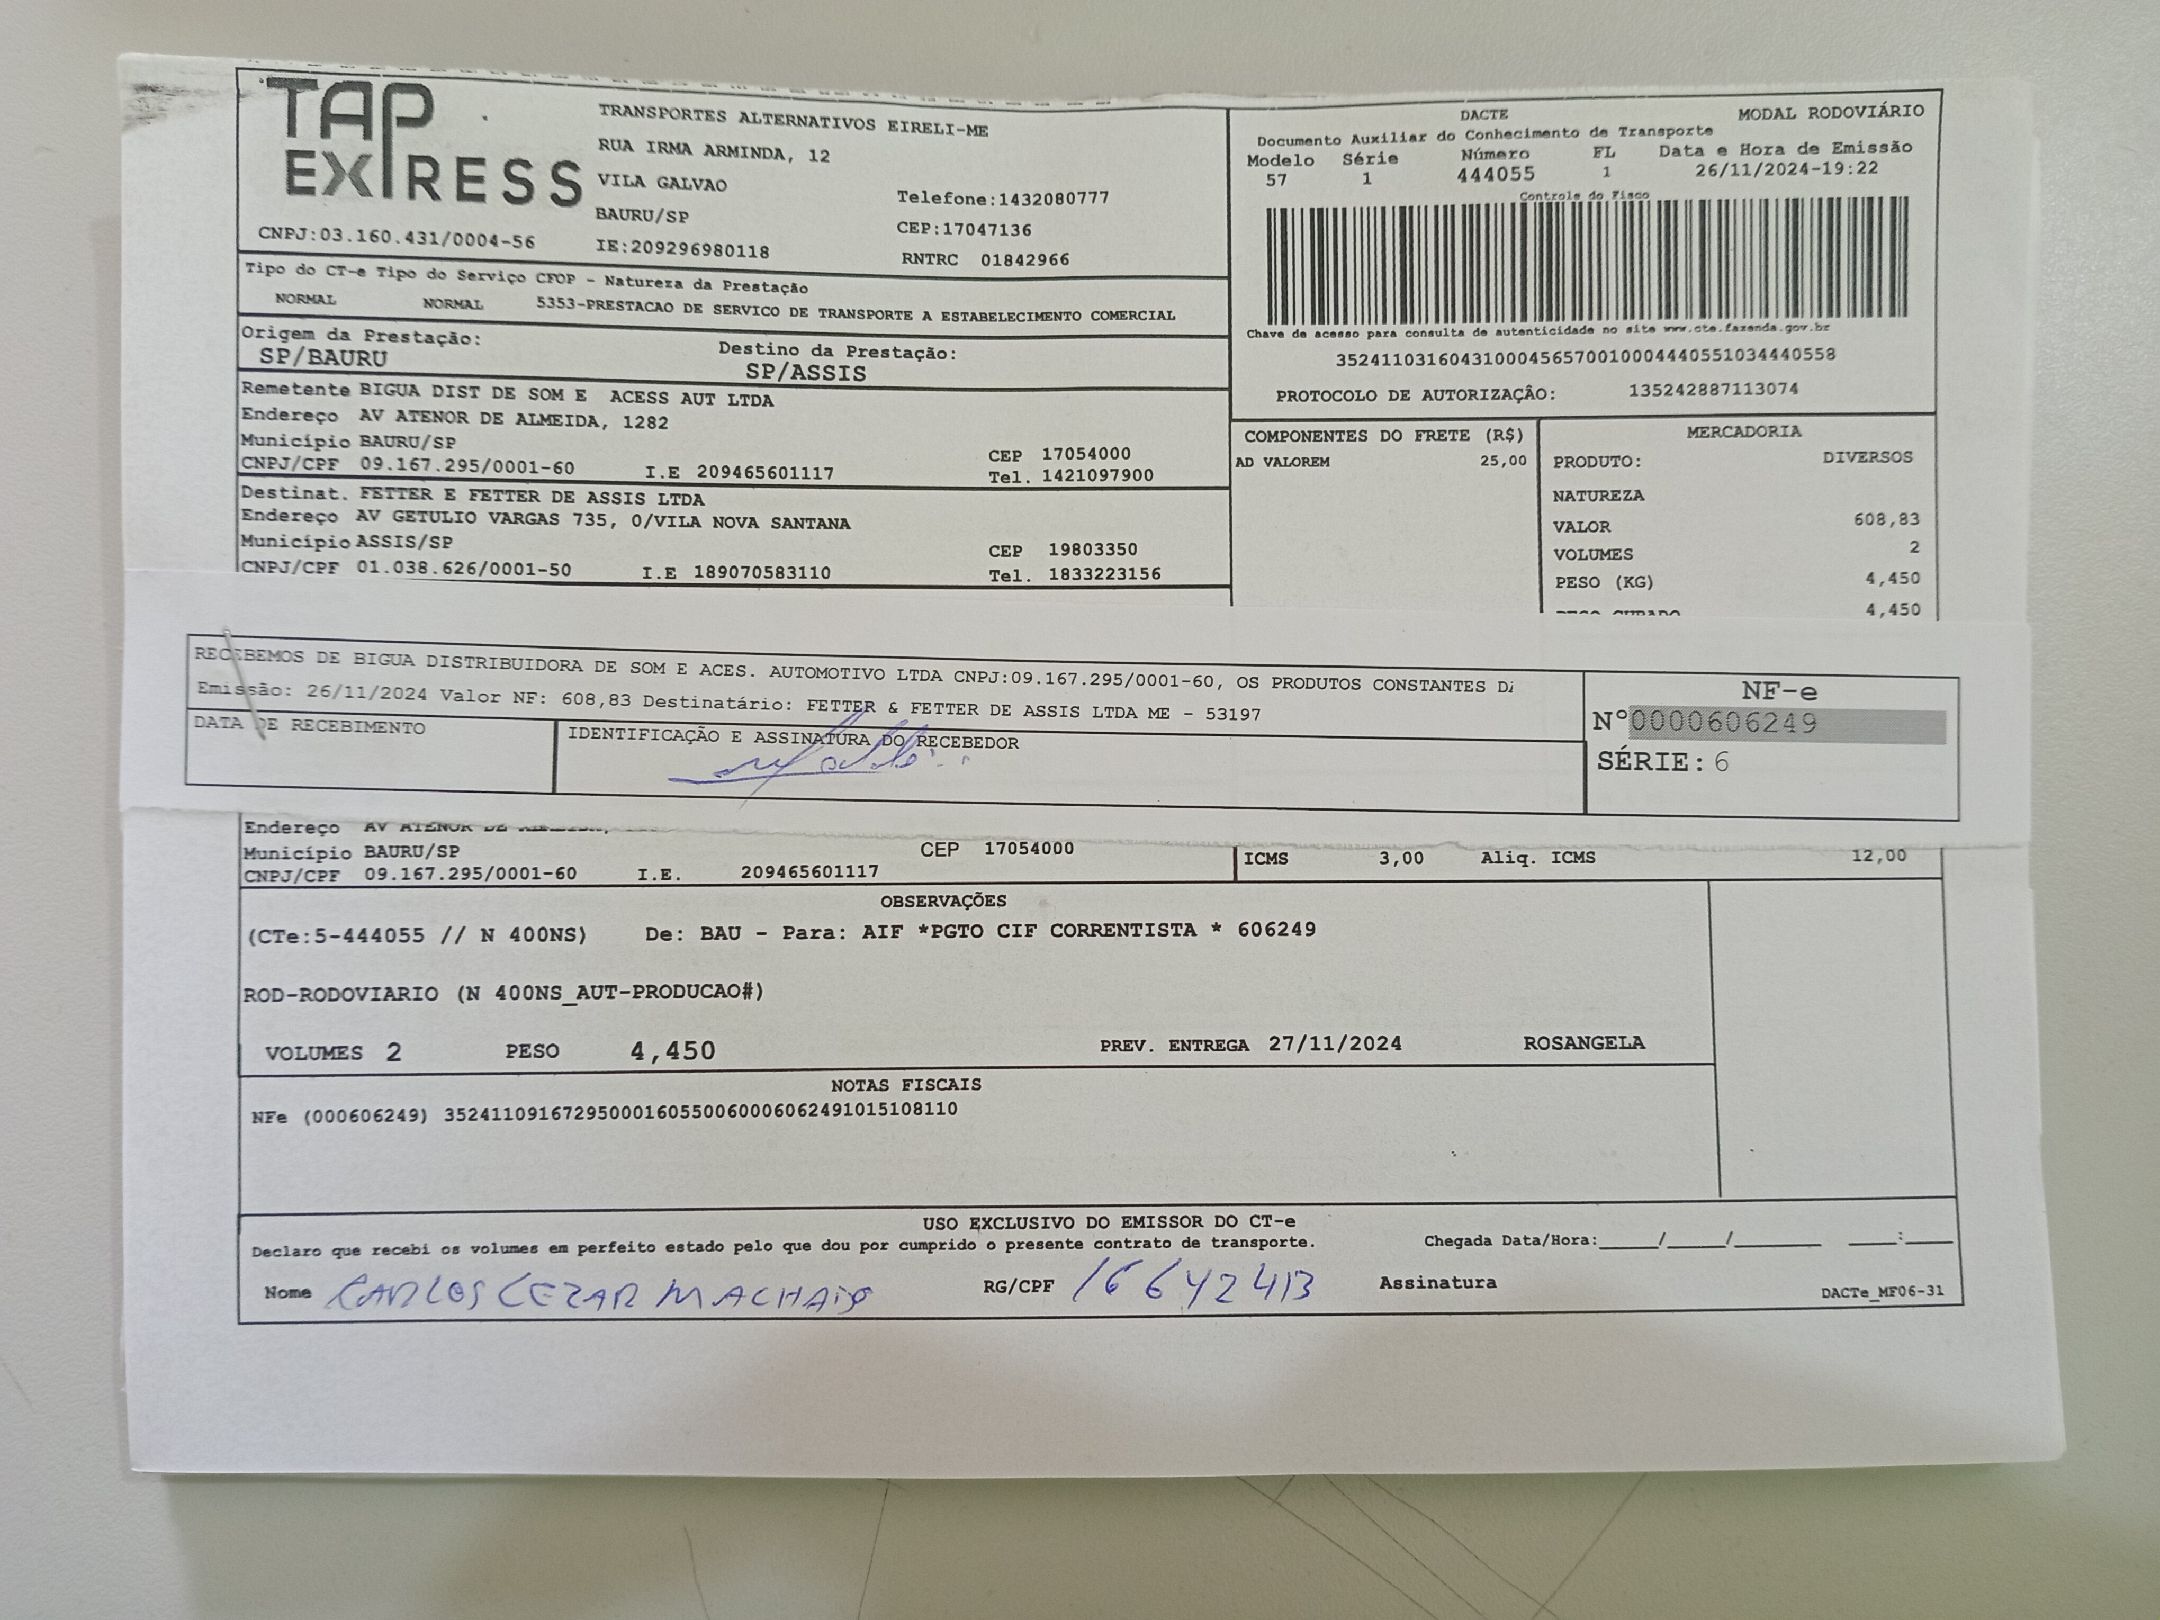 TAP EXPRESS
TRANSPORTES ALTERNATIVOS EIRELI-ME
RUA IRMA ARMINDA, 12
VILA GALVAO
Telefone:1432080777
BAURU/SP
CEP:17047136
CNPJ:03.160.431/0004-56
IE:209296980118
RNTRC 01842966
DACTE MODAL RODOVIÁRIO
Documento Auxiliar do Conhecimento de Transporte
Modelo Série Número FL Data e Hora de Emissão
57 1 444055 1 26/11/2024-19:22
Controle do Fisco
Chave de acesso para consulta de autenticidade no site www.cte.fazenda.gov.br
35241103160431000456570010004440551034440558
PROTOCOLO DE AUTORIZAÇÂO: 135242887113074
Tipo do CT-e Tipo do Serviço CFOP - Natureza da Prestação
NORMAL NORMAL 5353-PRESTACAO DE SERVICO DE TRANSPORTE A ESTABELECIMENTO COMERCIAL
Origem da Prestação: Destino da Prestação:
SP/BAURU SP/ASSIS
Remetente BIGUA DIST DE SOM E ACESS AUT LTDA
Endereço AV ATENOR DE ALMEIDA, 1282
Município BAURU/SP CEP 17054000
CNPJ/CPF 09.167.295/0001-60 I.E 209465601117 Tel. 1421097900
Destinat. FETTER E FETTER DE ASSIS LTDA
Endereço AV GETULIO VARGAS 735, 0/VILA NOVA SANTANA
Município ASSIS/SP CEP 19803350
CNPJ/CPF 01.038.626/0001-50 I.E 189070583110 Tel. 1833223156
COMPONENTES DO FRETE (R$)
AD VALOREM 25,00
MERCADORIA
PRODUTO: DIVERSOS
NATUREZA
VALOR 608,83
VOLUMES 2
PESO (KG) 4,450
4,450
RECEBEMOS DE BIGUA DISTRIBUIDORA DE SOM E ACES. AUTOMOTIVO LTDA CNPJ:09.167.295/0001-60, OS PRODUTOS CONSTANTES
Emissão: 26/11/2024 Valor NF: 608,83 Destinatário: FETTER & FETTER DE ASSIS LTDA ME - 53197
DATA DE RECEBIMENTO
IDENTIFICAÇÃO E ASSINATURA DO RECEBEDOR
NF-e
Nº0000606249
SÉRIE: 6
Endereço AV ATENOR DE
Município BAURU/SP CEP 17054000
CNPJ/CPF 09.167.295/0001-60 I.E. 209465601117
ICMS 3,00 Aliq. ICMS 12,00
OBSERVAÇÕES
(CTe:5-444055 // N 400NS) De: BAU - Para: AIF *PGTO CIF CORRENTISTA * 606249
ROD-RODOVIARIO (N 400NS_AUT-PRODUCAO#)
VOLUMES 2 PESO 4,450 PREV. ENTREGA 27/11/2024 ROSANGELA
NOTAS FISCAIS
NFe (000606249) 35241109167295000160550060006062491015108110
USO EXCLUSIVO DO EMISSOR DO CT-e
Declaro que recebi os volumes em perfeito estado pelo que dou por cumprido o presente contrato de transporte.
Chegada Data/Hora:_____/_____/________ ____:____
Nome CARLOS CEZAR MACHADO RG/CPF 16642413 Assinatura
DACTe_MF06-31